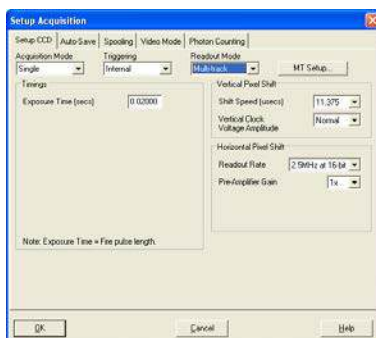 Setup Acquisition
Setup CCD Auto-Save Spooling Video Mode Photon Counting
Acquisition Mode Triggering Readout Mode
Single Internal Multi-track MT Setup...
Timings
Exposure Time (secs) 0.02000
Vertical Pixel Shift
Shift Speed (usecs) 11.375
Vertical Clock
Voltage Amplitude Normal
Horizontal Pixel Shift
Readout Rate 2.5MHz at 16-bit
Pre-Amplifier Gain 1x
Note: Exposure Time = Fire pulse length.
OK Cancel Help